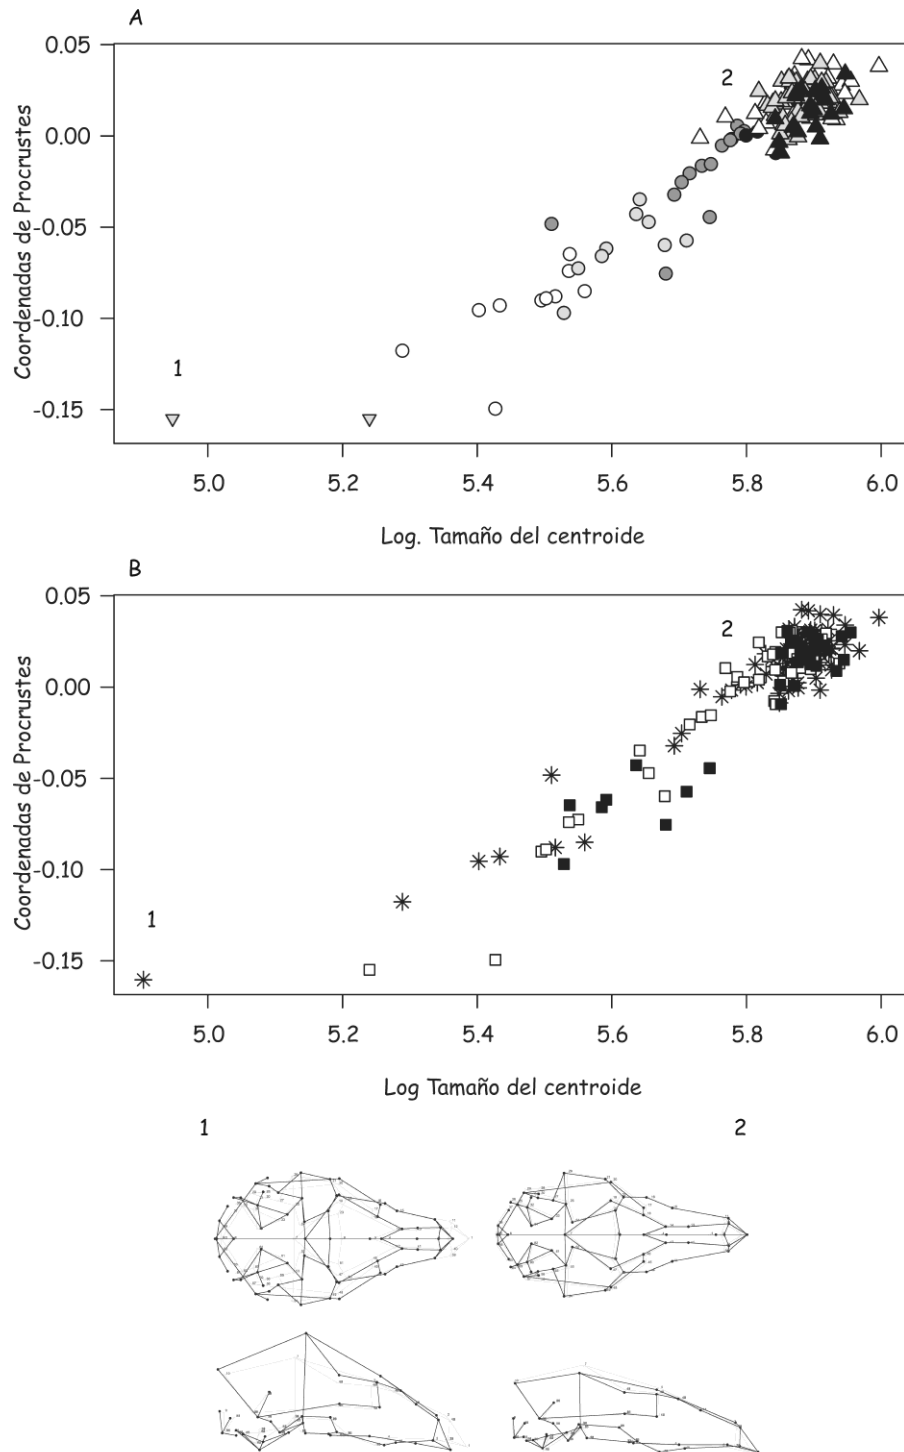 A
0.05
0.00
-0.05
-0.10
-0.15
Coordenadas de Procrustes
1
2
5.0 5.2 5.4 5.6 5.8 6.0
Log. Tamaño del centroide
B
0.05
0.00
-0.05
-0.10
-0.15
Coordenadas de Procrustes
1
2
5.0 5.2 5.4 5.6 5.8 6.0
Log Tamaño del centroide
1 2